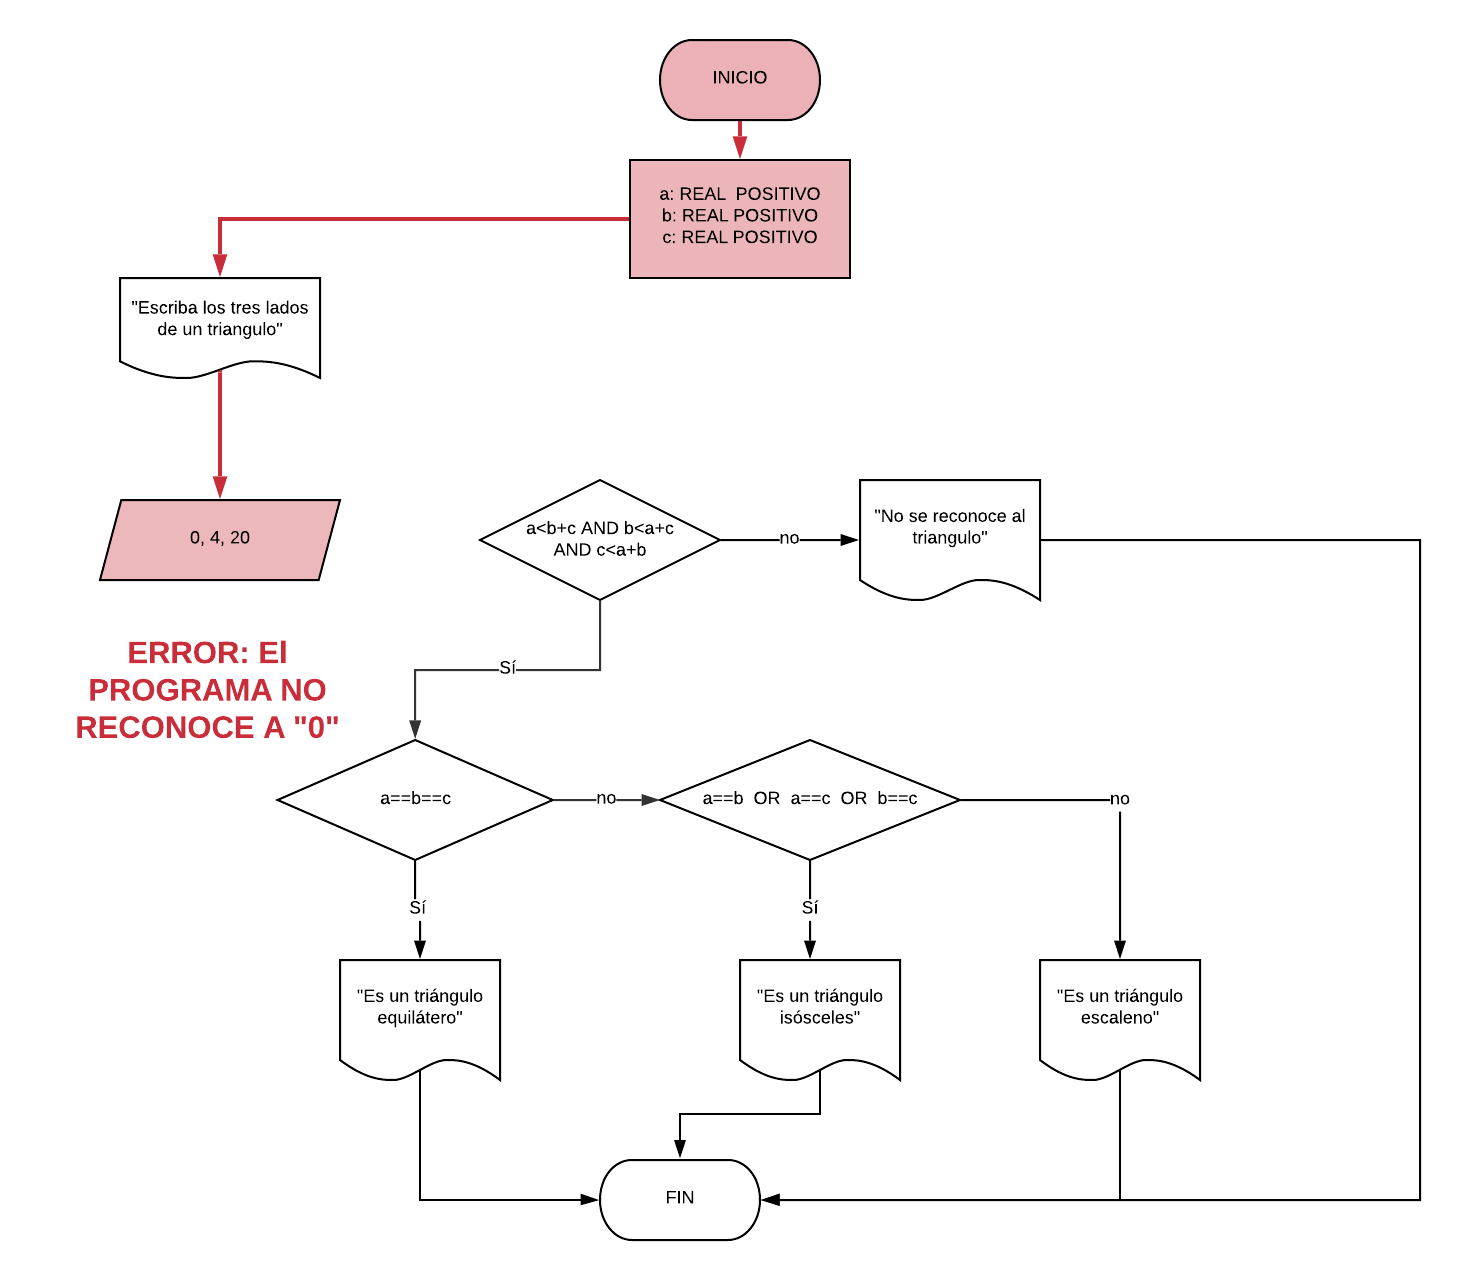 INICIO
a: REAL  POSITIVO
b: REAL POSITIVO
c: REAL POSITIVO
"Escriba los tres lados
de un triangulo"
0, 4, 20
ERROR: El
PROGRAMA NO
RECONOCE A "0"
a<b+c AND b<a+c
AND c<a+b
no
"No se reconoce al
triangulo"
Sí
a==b==c
no
a==b  OR  a==c  OR  b==c
no
Sí
Sí
"Es un triángulo
equilátero"
"Es un triángulo
isósceles"
"Es un triángulo
escaleno"
FIN